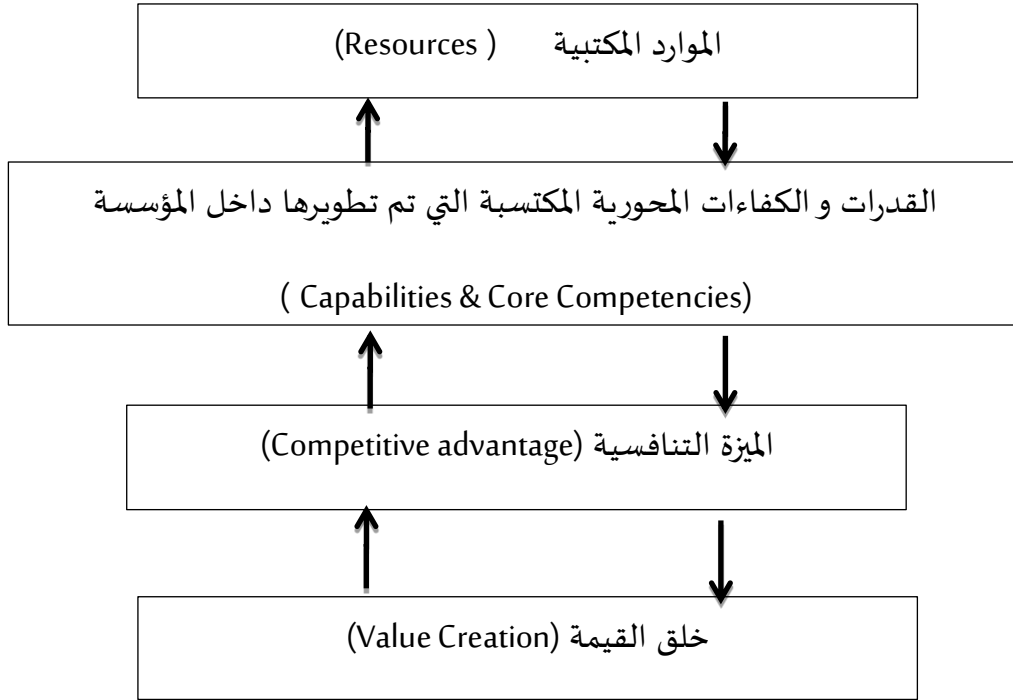 الموارد المكتبية ( Resources)
القدرات و الكفاءات المحورية المكتسبة التي تم تطويرها داخل المؤسسة
( Capabilities & Core Competencies)
الميزة التنافسية (Competitive advantage)
خلق القيمة (Value Creation)